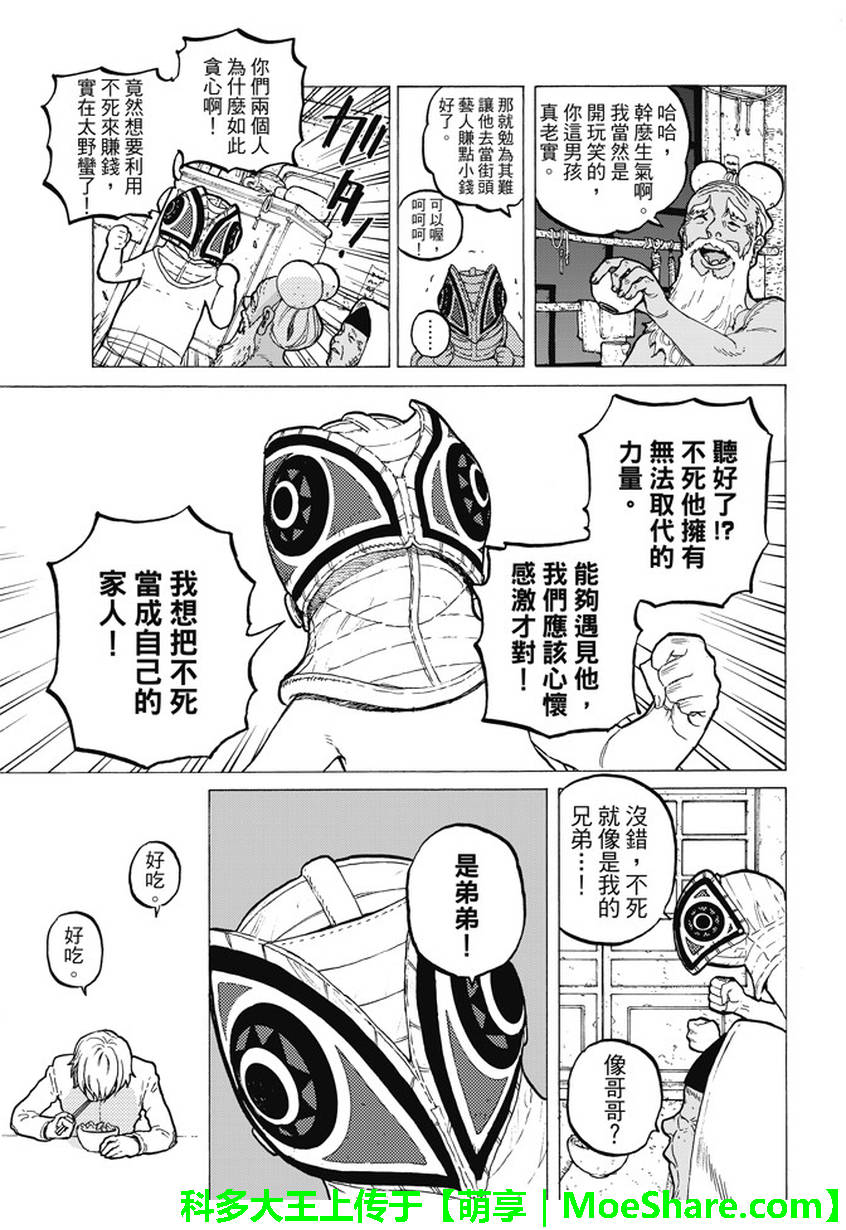 哈哈，
幹麼生氣啊。
我當然是
開玩笑的，
你這男孩
真老實。
那就勉為其難
讓他去當街頭
藝人賺點小錢
好了。
可以喔，
呵呵呵！
……
你們兩個人
為什麼如此
貪心啊！
竟然想要利用
不死來賺錢，
實在太野蠻了！
ガタッ
聽好了!?
不死他擁有
無法取代的
力量。
能夠遇見他，
我們應該心懷
感激才對！
我想把不死
當成自己的
家人！
沒錯，不死
就像是我的
兄弟…！
像哥哥？
是弟弟！
好吃。
好吃。
科多大王上传于【萌享｜MoeShare.com】